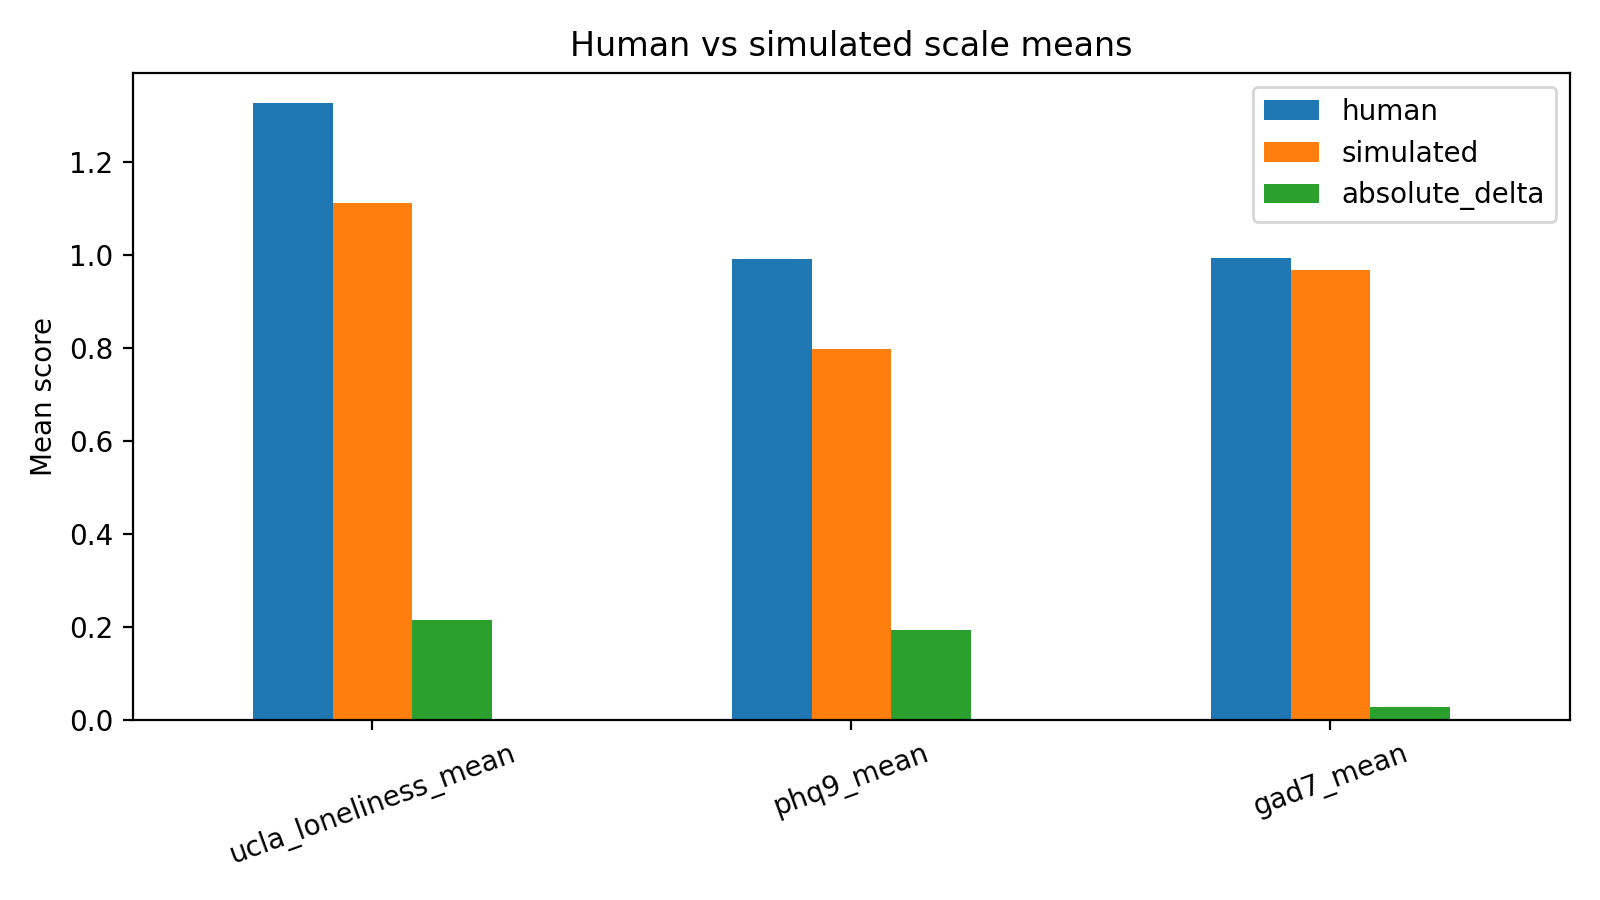 Human vs simulated scale means
human
simulated
absolute_delta
Mean score
1.2
1.0
0.8
0.6
0.4
0.2
0.0
ucla_loneliness_mean
phq9_mean
gad7_mean